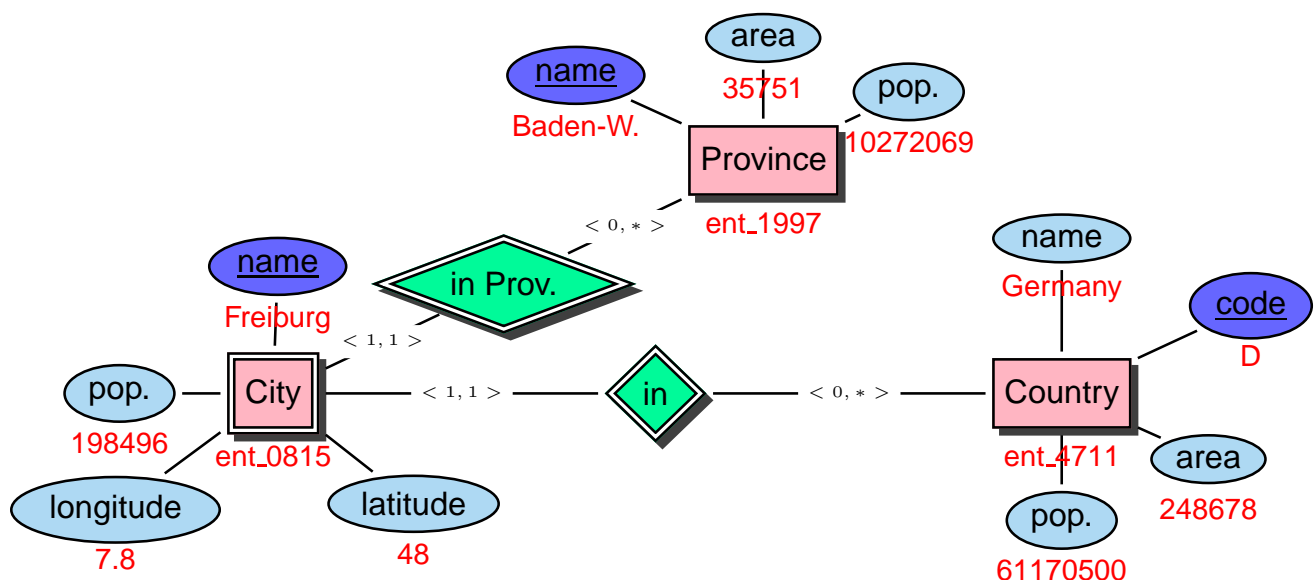 area
name
35751
pop.
Baden-W.
10272069
Province
< 0, * >
ent_1997
name
name
in Prov.
Germany
code
Freiburg
D
< 1, 1 >
pop.
City
< 1, 1 >
in
< 0, * >
Country
198496
ent_0815
ent_4711
area
longitude
latitude
248678
7.8
48
pop.
61170500